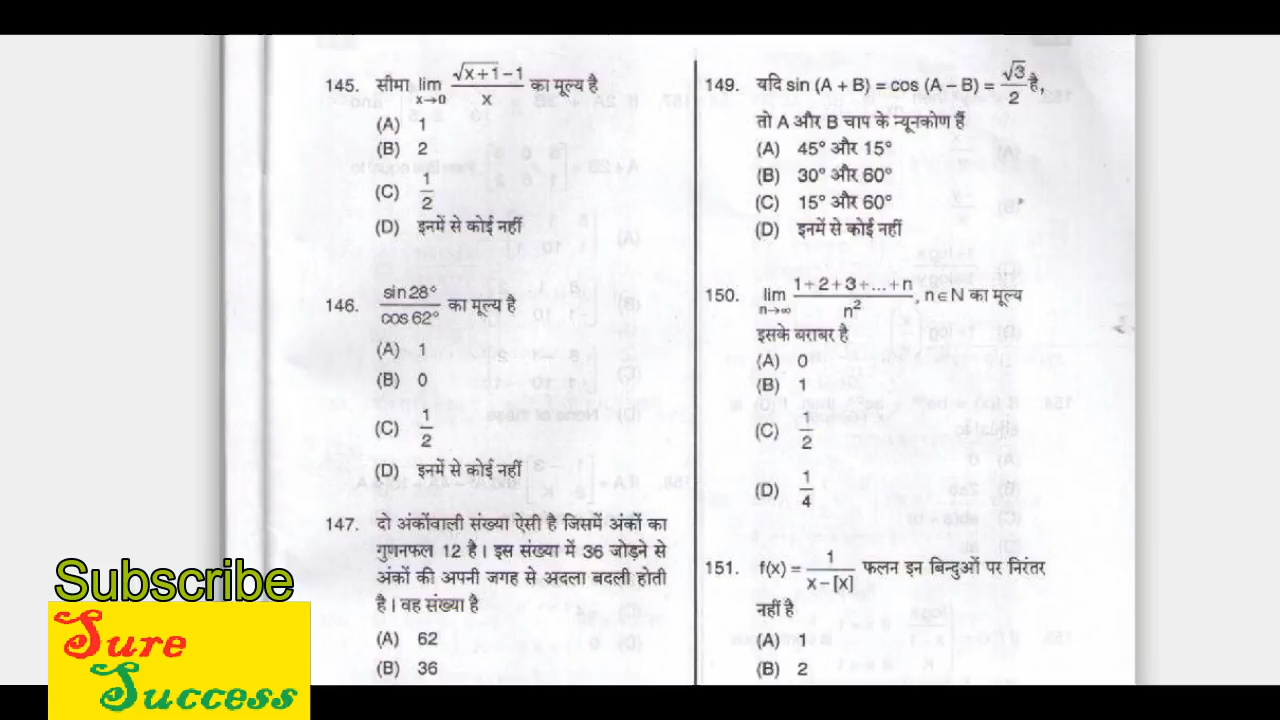 145. सीमा lim x→0 √x+1 −1 / x का मूल्य है
(A) 1
(B) 2
(C) 1/2
(D) इनमें से कोई नहीं
146. sin28° / cos 62° का मूल्य है
(A) 1
(B) 0
(C) 1/2
(D) इनमें से कोई नहीं
147. दो अंकोंवाली संख्या ऐसी है जिसमें अंकों का
गुणनफल 12 है। इस संख्या में 36 जोड़ने से
अंकों की अपनी जगह से अदला बदली होती
है। वह संख्या है
(A) 62
(B) 36
149. यदि sin (A + B) = cos (A − B) = √3/2 है,
तो A और B चाप के न्यूनकोण हैं
(A) 45° और 15°
(B) 30° और 60°
(C) 15° और 60°
(D) इनमें से कोई नहीं
150. lim n→∞ 1+2+3+...+n / n², n∈N का मूल्य
इसके बराबर है
(A) 0
(B) 1
(C) 1/2
(D) 1/4
151. f(x) = 1 / x−[x] फलन इन बिन्दुओं पर निरंतर
नहीं है
(A) 1
(B) 2
Subscribe
Sure
Success